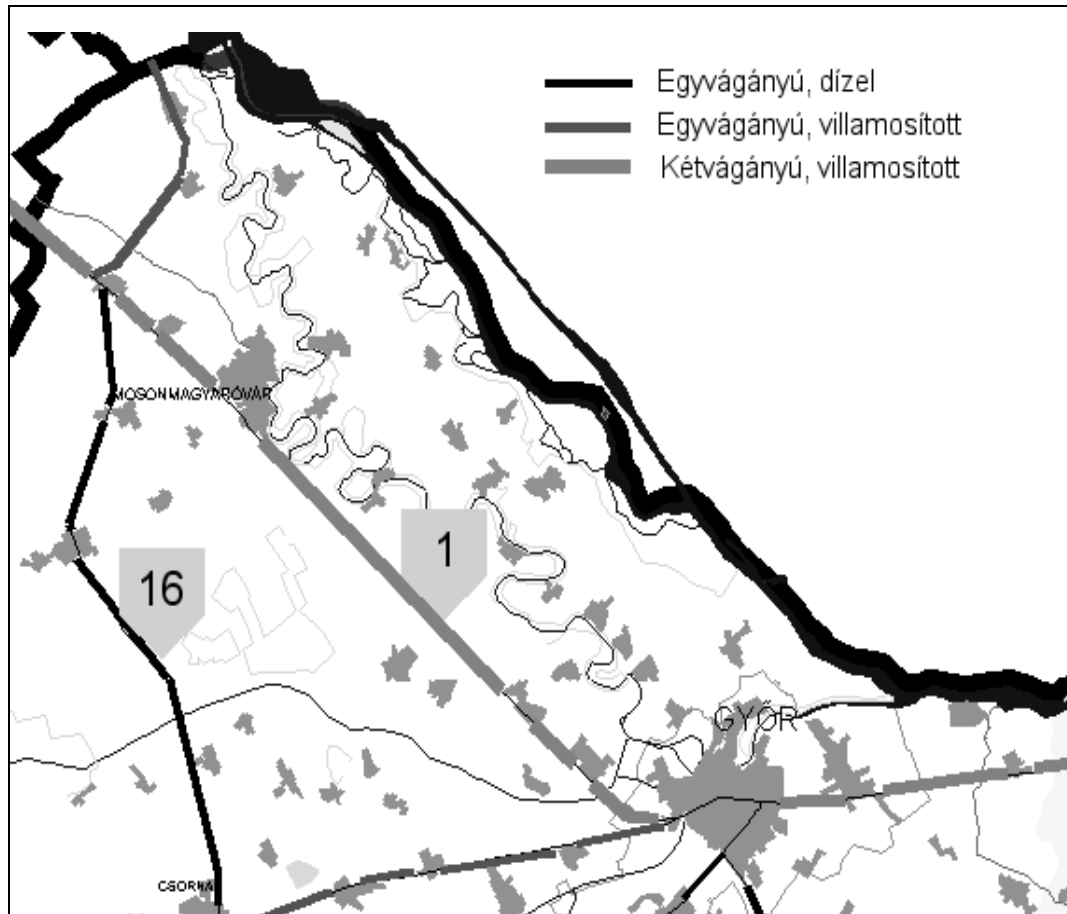 Egyvágányú, dízel
Egyvágányú, villamosított
Kétvágányú, villamosított
MOSONMAGYARÓVÁR
1
16
GYŐR
CSORNA